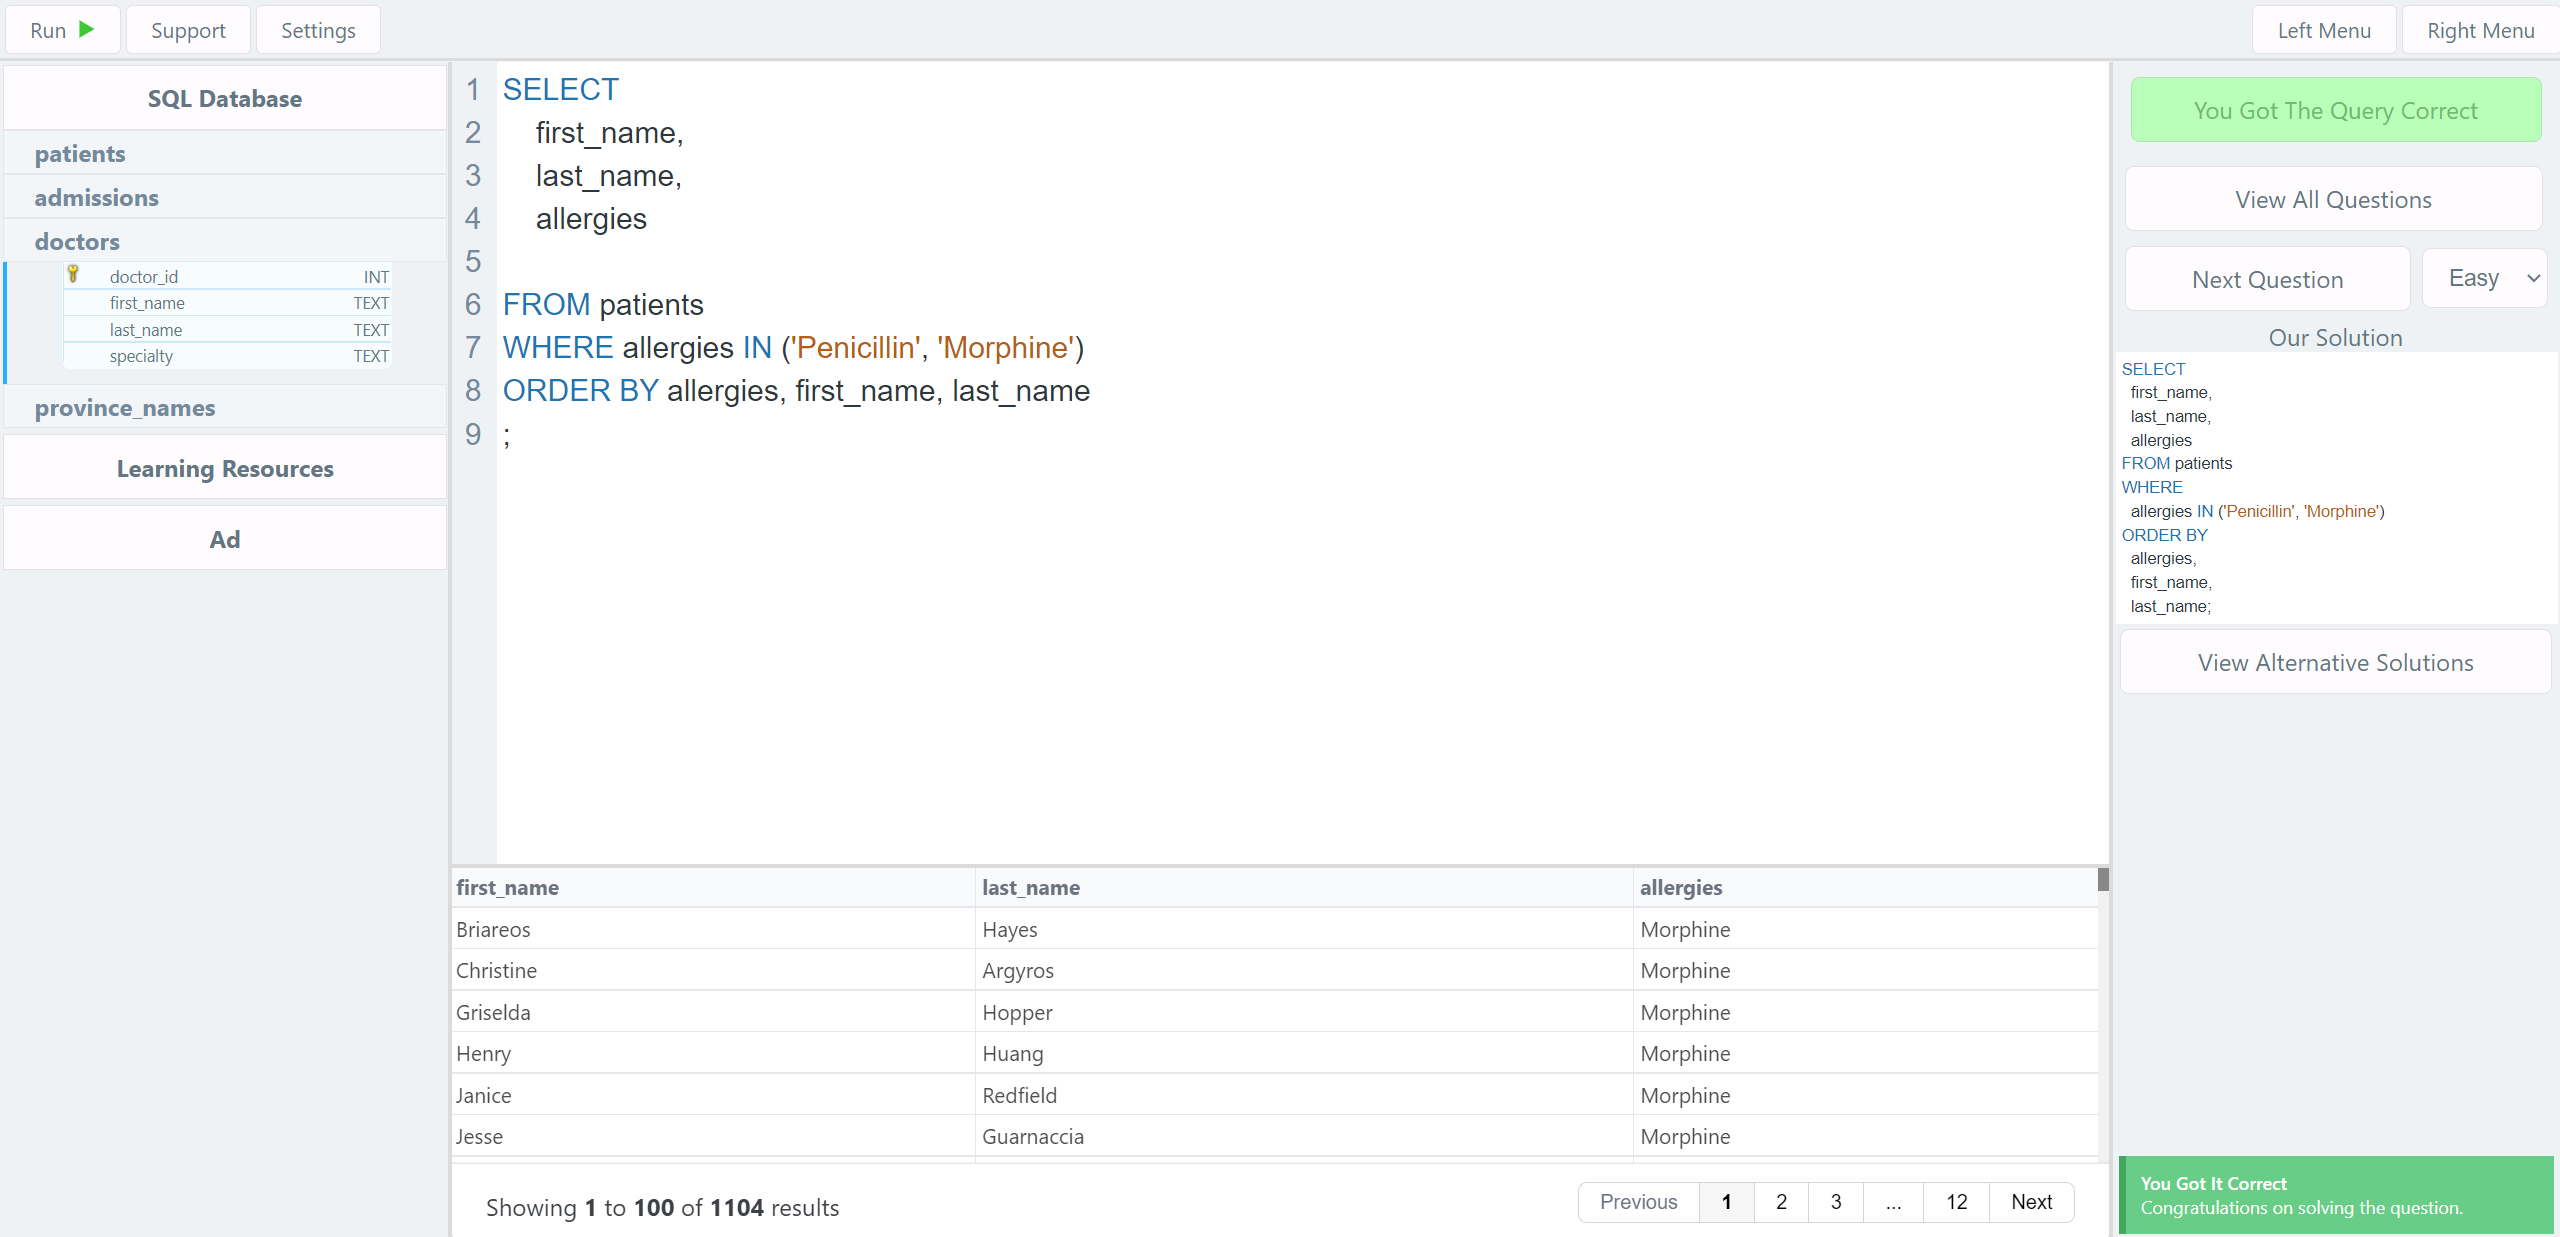 Run Support Settings Left Menu Right Menu
SQL Database
patients
admissions
doctors
doctor_id INT
first_name TEXT
last_name TEXT
specialty TEXT
province_names
Learning Resources
Ad
1 SELECT
2 first_name,
3 last_name,
4 allergies
5
6 FROM patients
7 WHERE allergies IN ('Penicillin', 'Morphine')
8 ORDER BY allergies, first_name, last_name
9 ;
first_name last_name allergies
Briareos Hayes Morphine
Christine Argyros Morphine
Griselda Hopper Morphine
Henry Huang Morphine
Janice Redfield Morphine
Jesse Guarnaccia Morphine
Showing 1 to 100 of 1104 results
Previous 1 2 3 ... 12 Next
You Got The Query Correct
View All Questions
Next Question Easy
Our Solution
SELECT
first_name,
last_name,
allergies
FROM patients
WHERE
allergies IN ('Penicillin', 'Morphine')
ORDER BY
allergies,
first_name,
last_name;
View Alternative Solutions
You Got It Correct
Congratulations on solving the question.